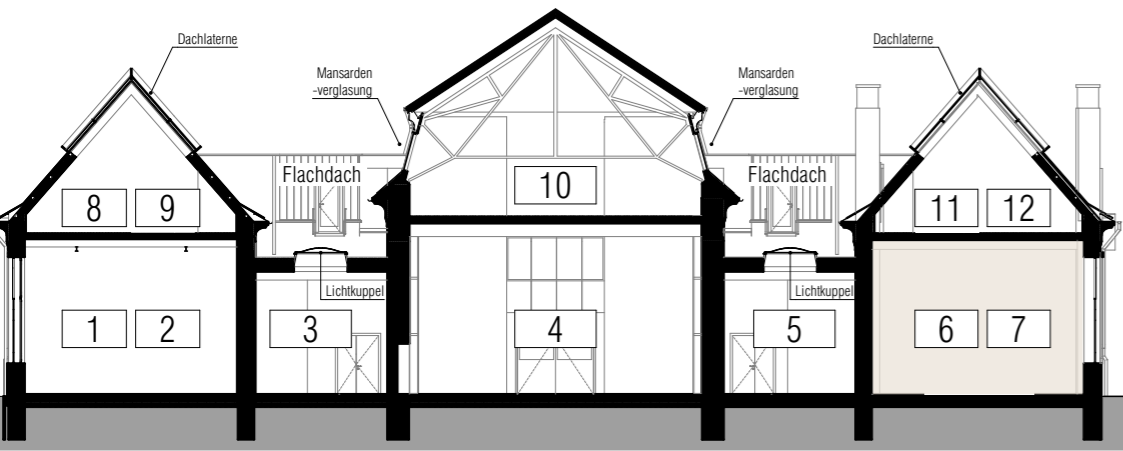 Dachlaterne
Dachlaterne
Mansarden
-verglasung
Mansarden
-verglasung
Flachdach
Flachdach
10
8
9
11
12
Lichtkuppel
Lichtkuppel
1
2
3
4
5
6
7